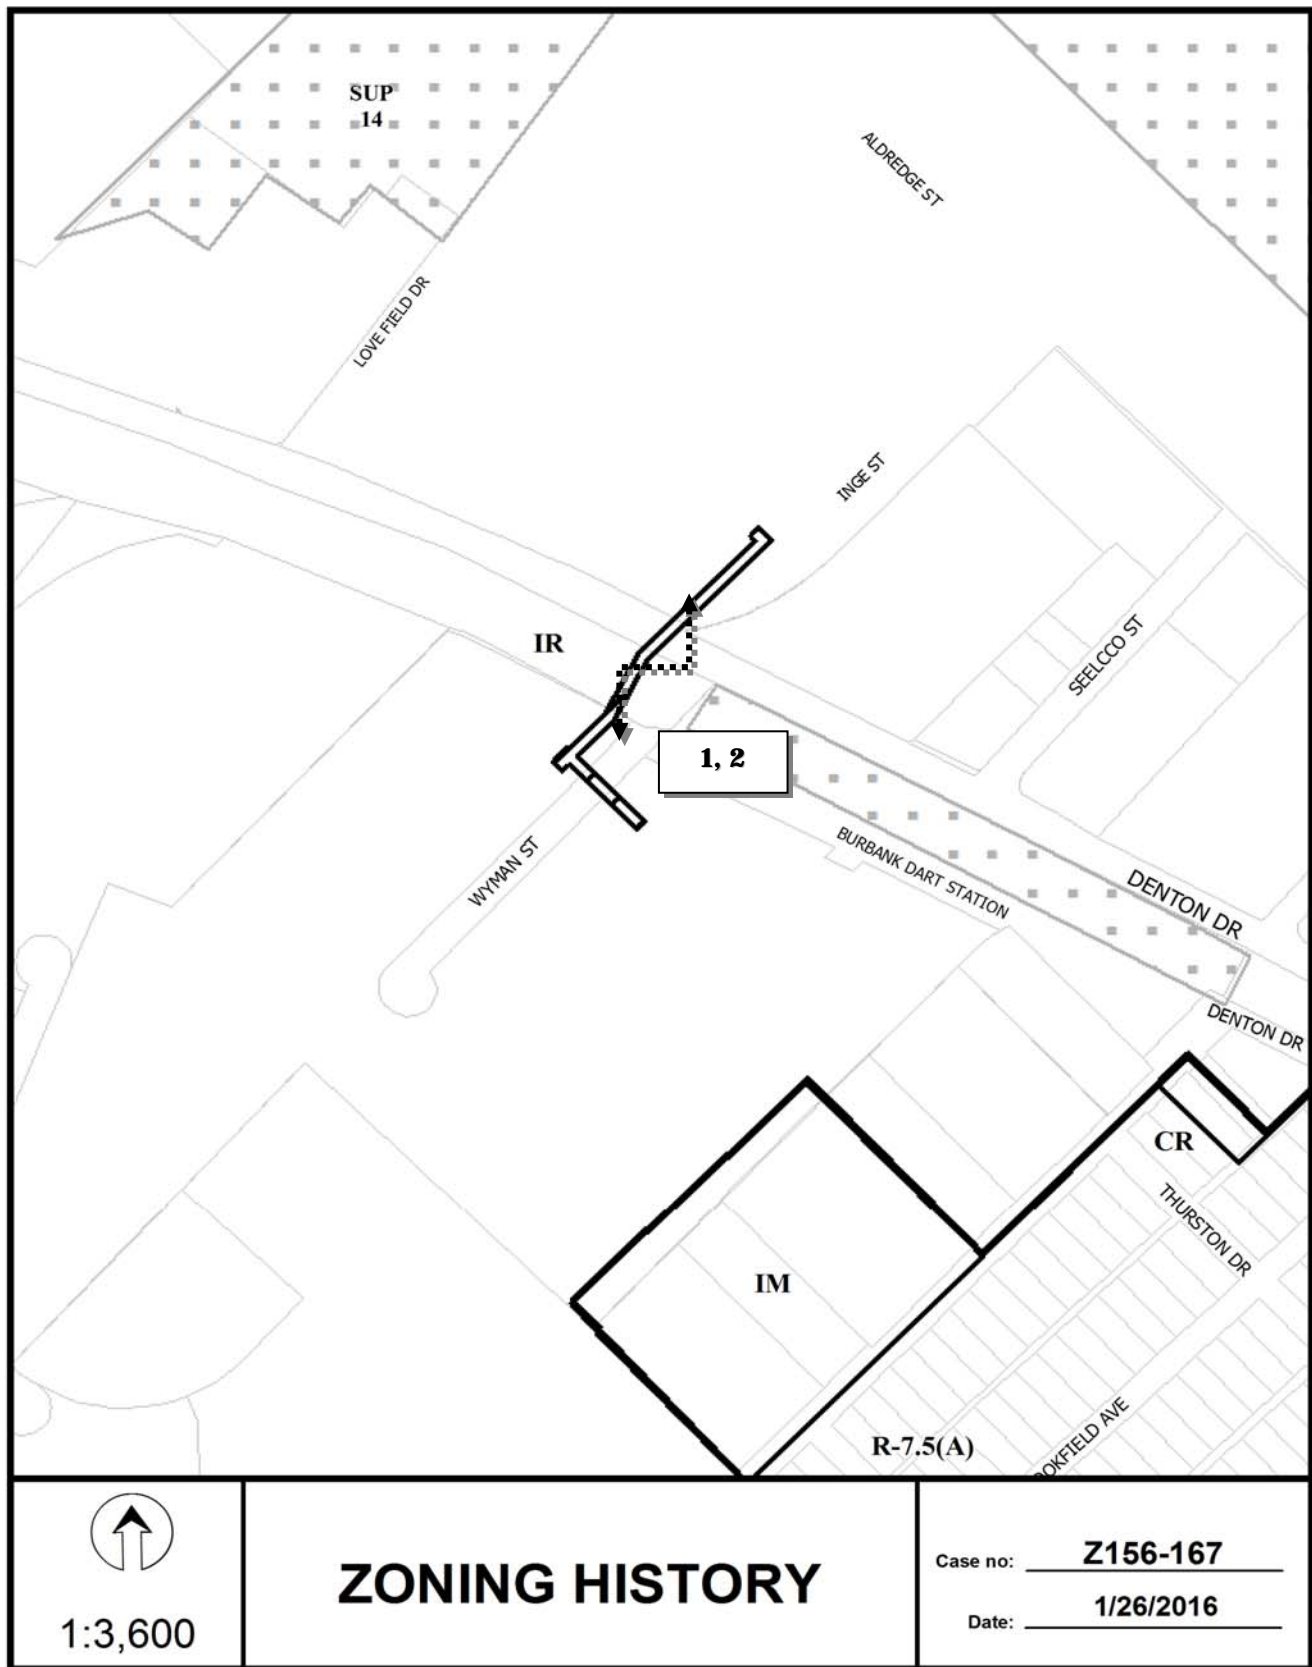 SUP
14
ALDREDGE ST
LOVE FIELD DR
INGE ST
IR
SEELCCO ST
1, 2
BURBANK DART STATION
WYMAN ST
DENTON DR
DENTON DR
CR
THURSTON DR
IM
R-7.5(A)
OOKFIELD AVE
1:3,600
ZONING HISTORY
Case no: Z156-167
Date: 1/26/2016